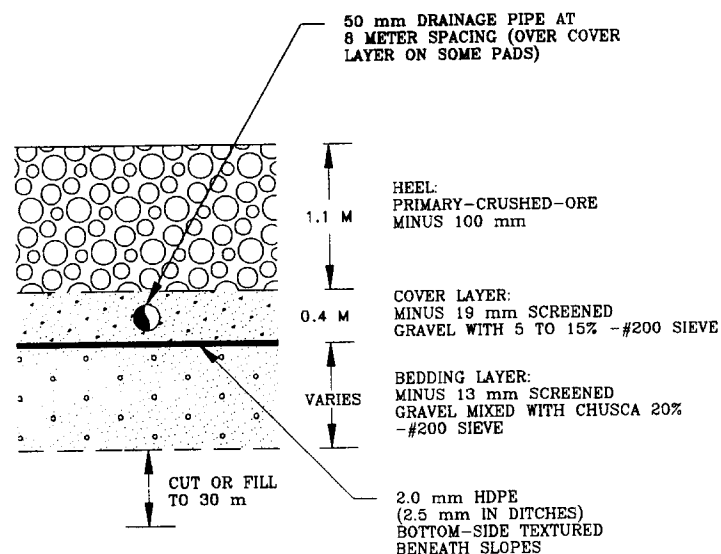 50 mm DRAINAGE PIPE AT
8 METER SPACING (OVER COVER
LAYER ON SOME PADS)
1.1 M
HEEL:
PRIMARY-CRUSHED-ORE
MINUS 100 mm
0.4 M
COVER LAYER:
MINUS 19 mm SCREENED
GRAVEL WITH 5 TO 15% -#200 SIEVE
VARIES
BEDDING LAYER:
MINUS 13 mm SCREENED
GRAVEL MIXED WITH CHUSCA 20%
-#200 SIEVE
CUT OR FILL
TO 30 m
2.0 mm HDPE
(2.5 mm IN DITCHES)
BOTTOM-SIDE TEXTURED
BENEATH SLOPES